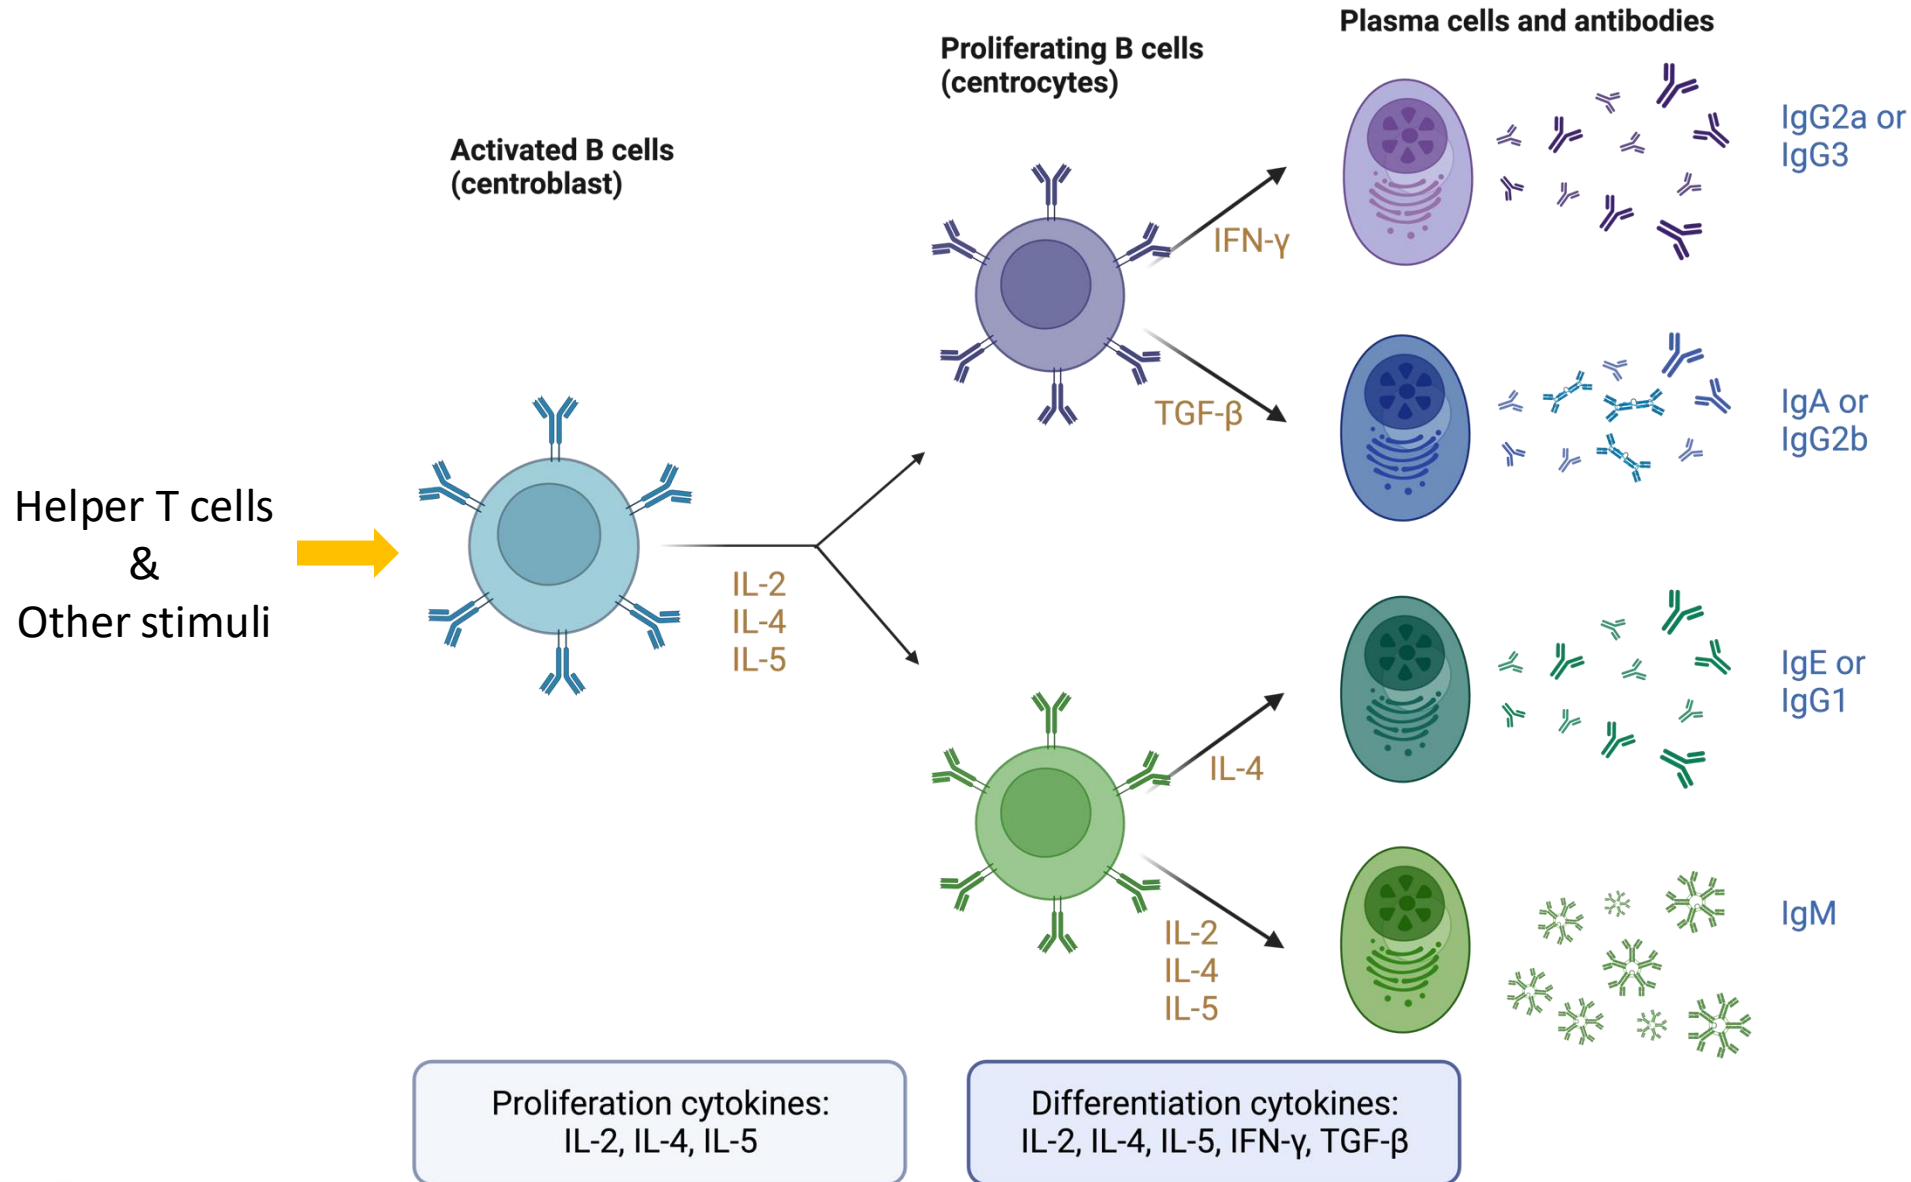 Plasma cells and antibodies
Proliferating B cells
(centrocytes)
Activated B cells
(centroblast)
Helper T cells
&
Other stimuli
IL-2
IL-4
IL-5
IFN-γ
TGF-β
IL-4
IL-2
IL-4
IL-5
IgG2a or
IgG3
IgA or
IgG2b
IgE or
IgG1
IgM
Proliferation cytokines:
IL-2, IL-4, IL-5
Differentiation cytokines:
IL-2, IL-4, IL-5, IFN-γ, TGF-β